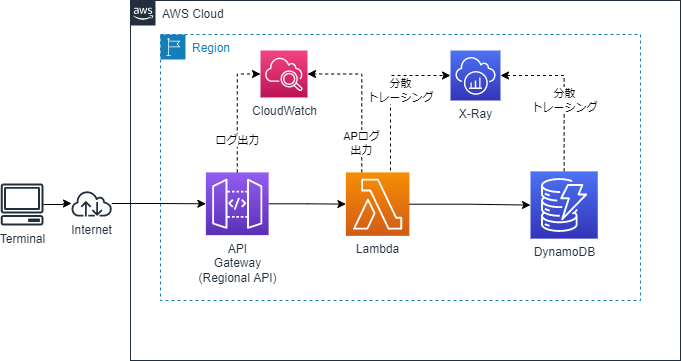 aws
AWS Cloud
Region
CloudWatch
X-Ray
分散
トレーシング
分散
トレーシング
ログ出力
APログ
出力
Terminal
Internet
API
Gateway
(Regional API)
Lambda
DynamoDB